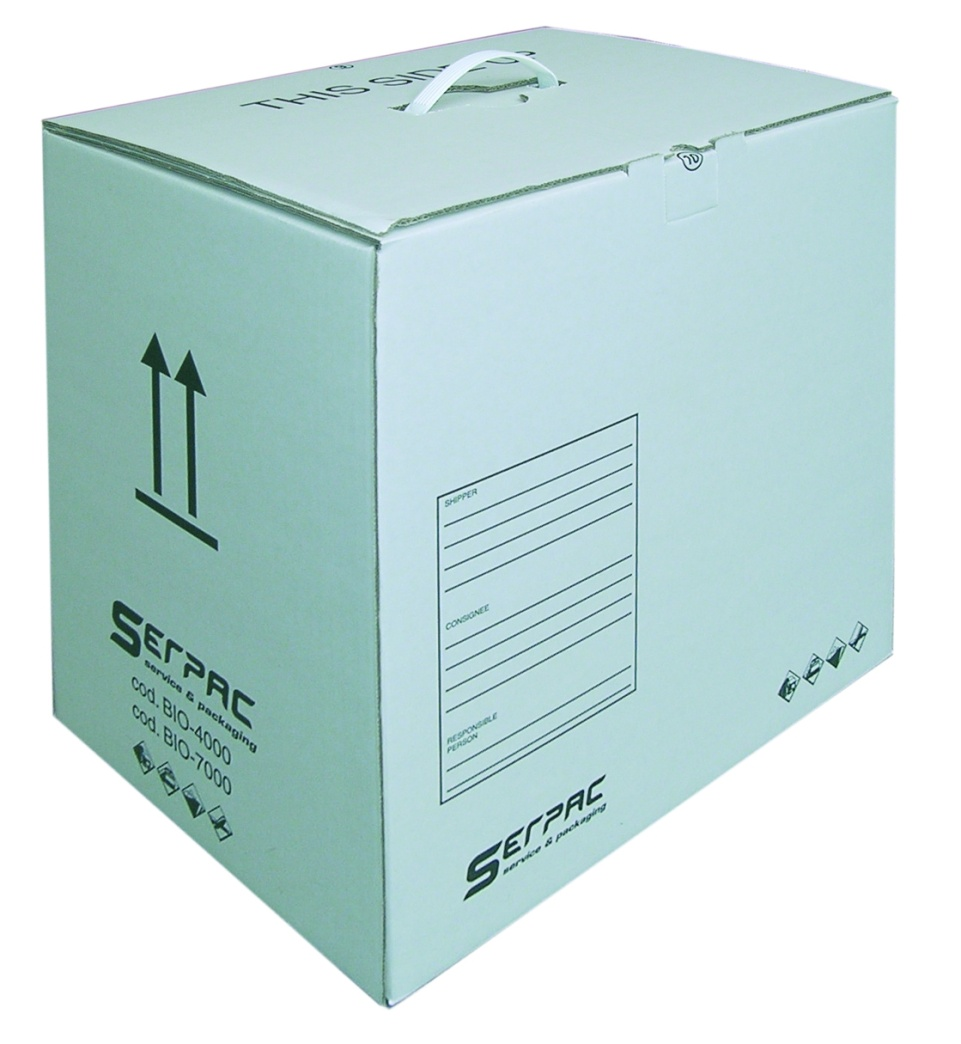 THIS SIDE UP
SHIPPER
CONSIGNEE
RESPONSIBLE
PERSON
SERPAC
service & packaging
cod. BIO-4000
cod. BIO-7000
SERPAC
service & packaging